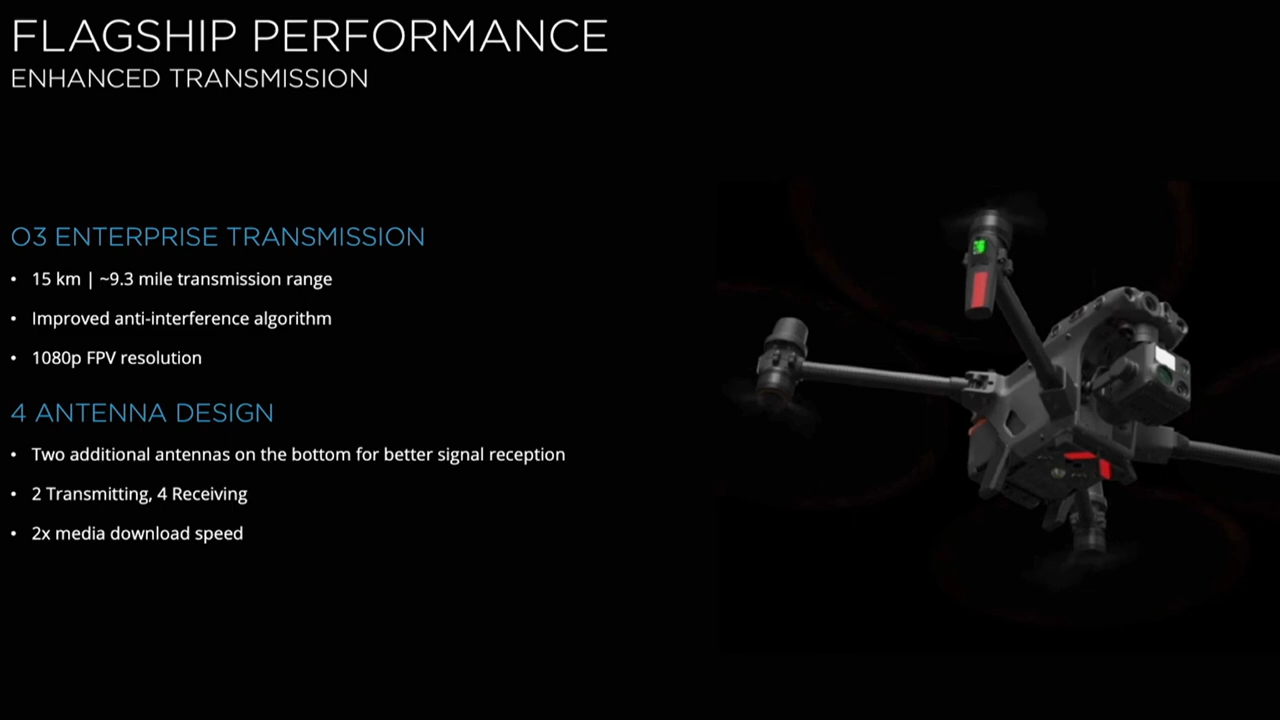 FLAGSHIP PERFORMANCE
ENHANCED TRANSMISSION
O3 ENTERPRISE TRANSMISSION
• 15 km | ~9.3 mile transmission range
• Improved anti-interference algorithm
• 1080p FPV resolution
4 ANTENNA DESIGN
• Two additional antennas on the bottom for better signal reception
• 2 Transmitting, 4 Receiving
• 2x media download speed